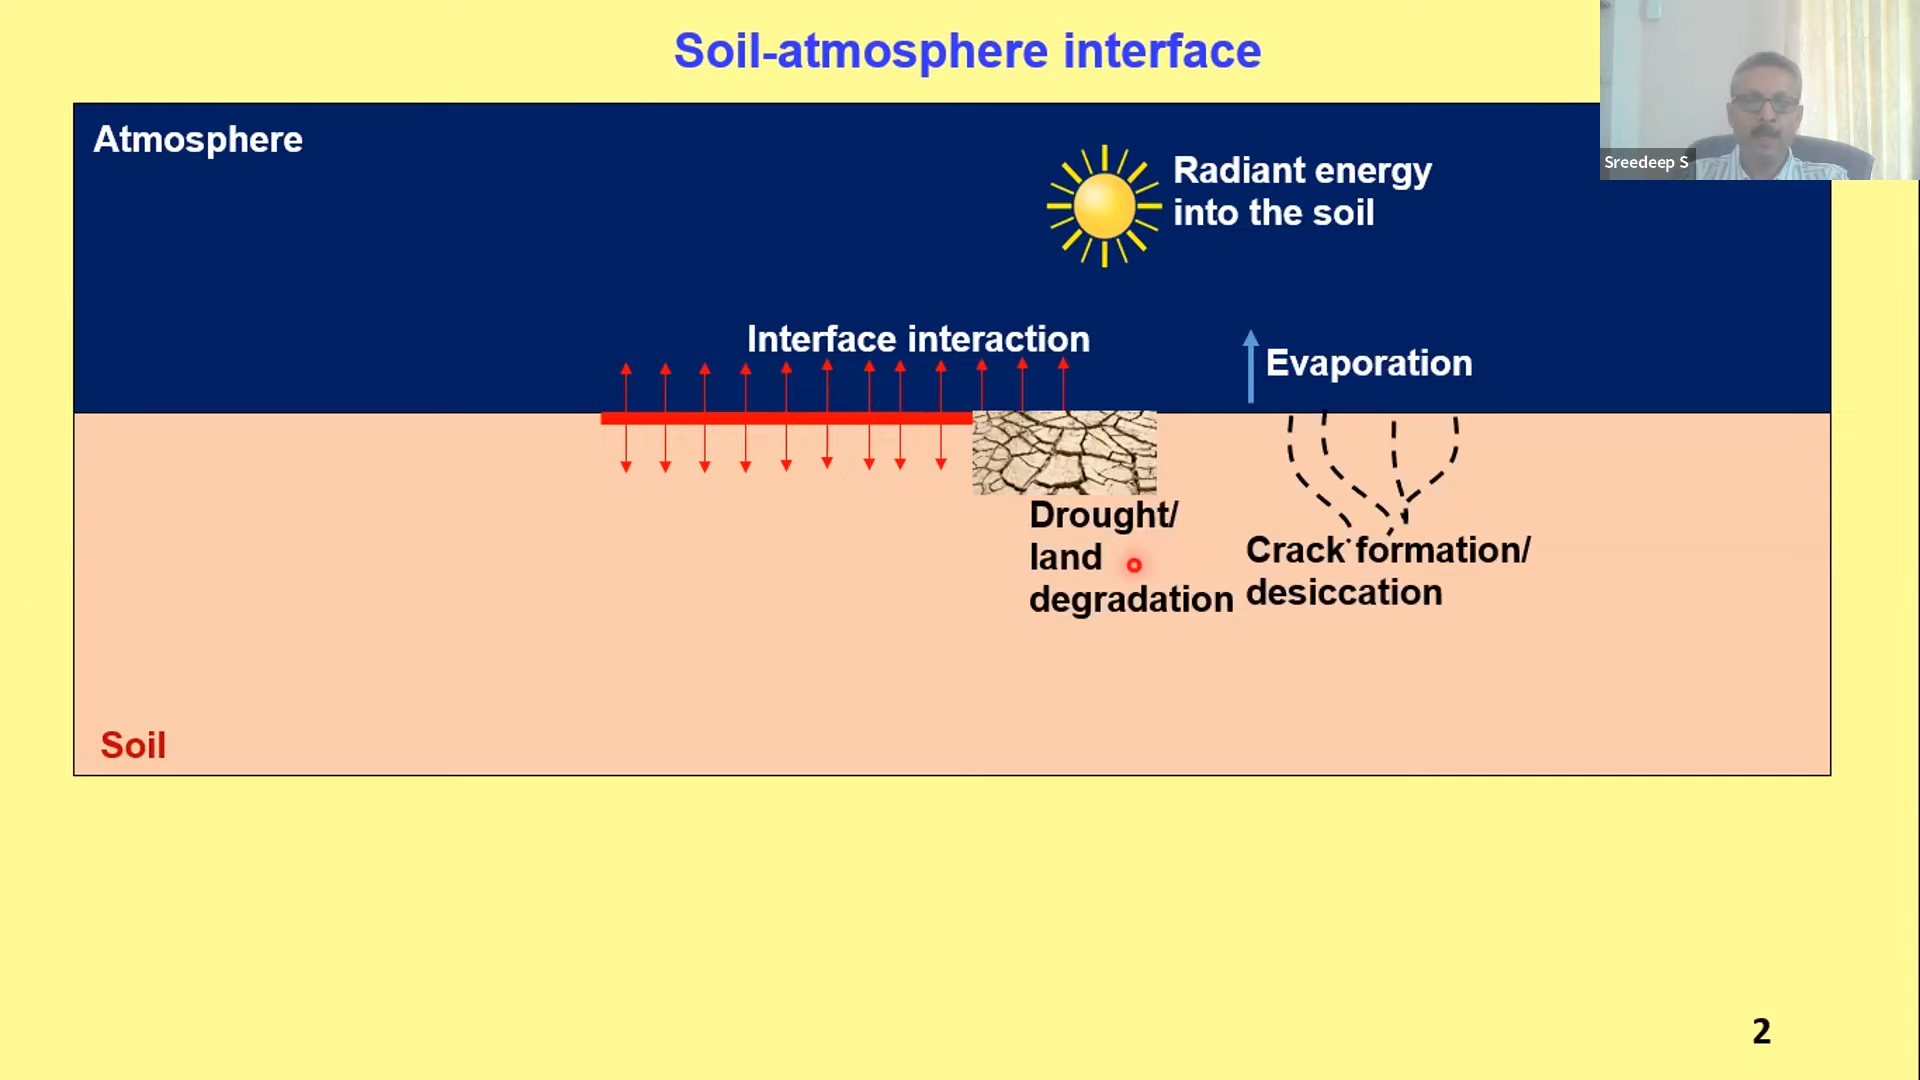 Soil-atmosphere interface
Sreedeep S
Atmosphere
Radiant energy
into the soil
Interface interaction
Evaporation
Drought/
land
degradation
Crack formation/
desiccation
Soil
2